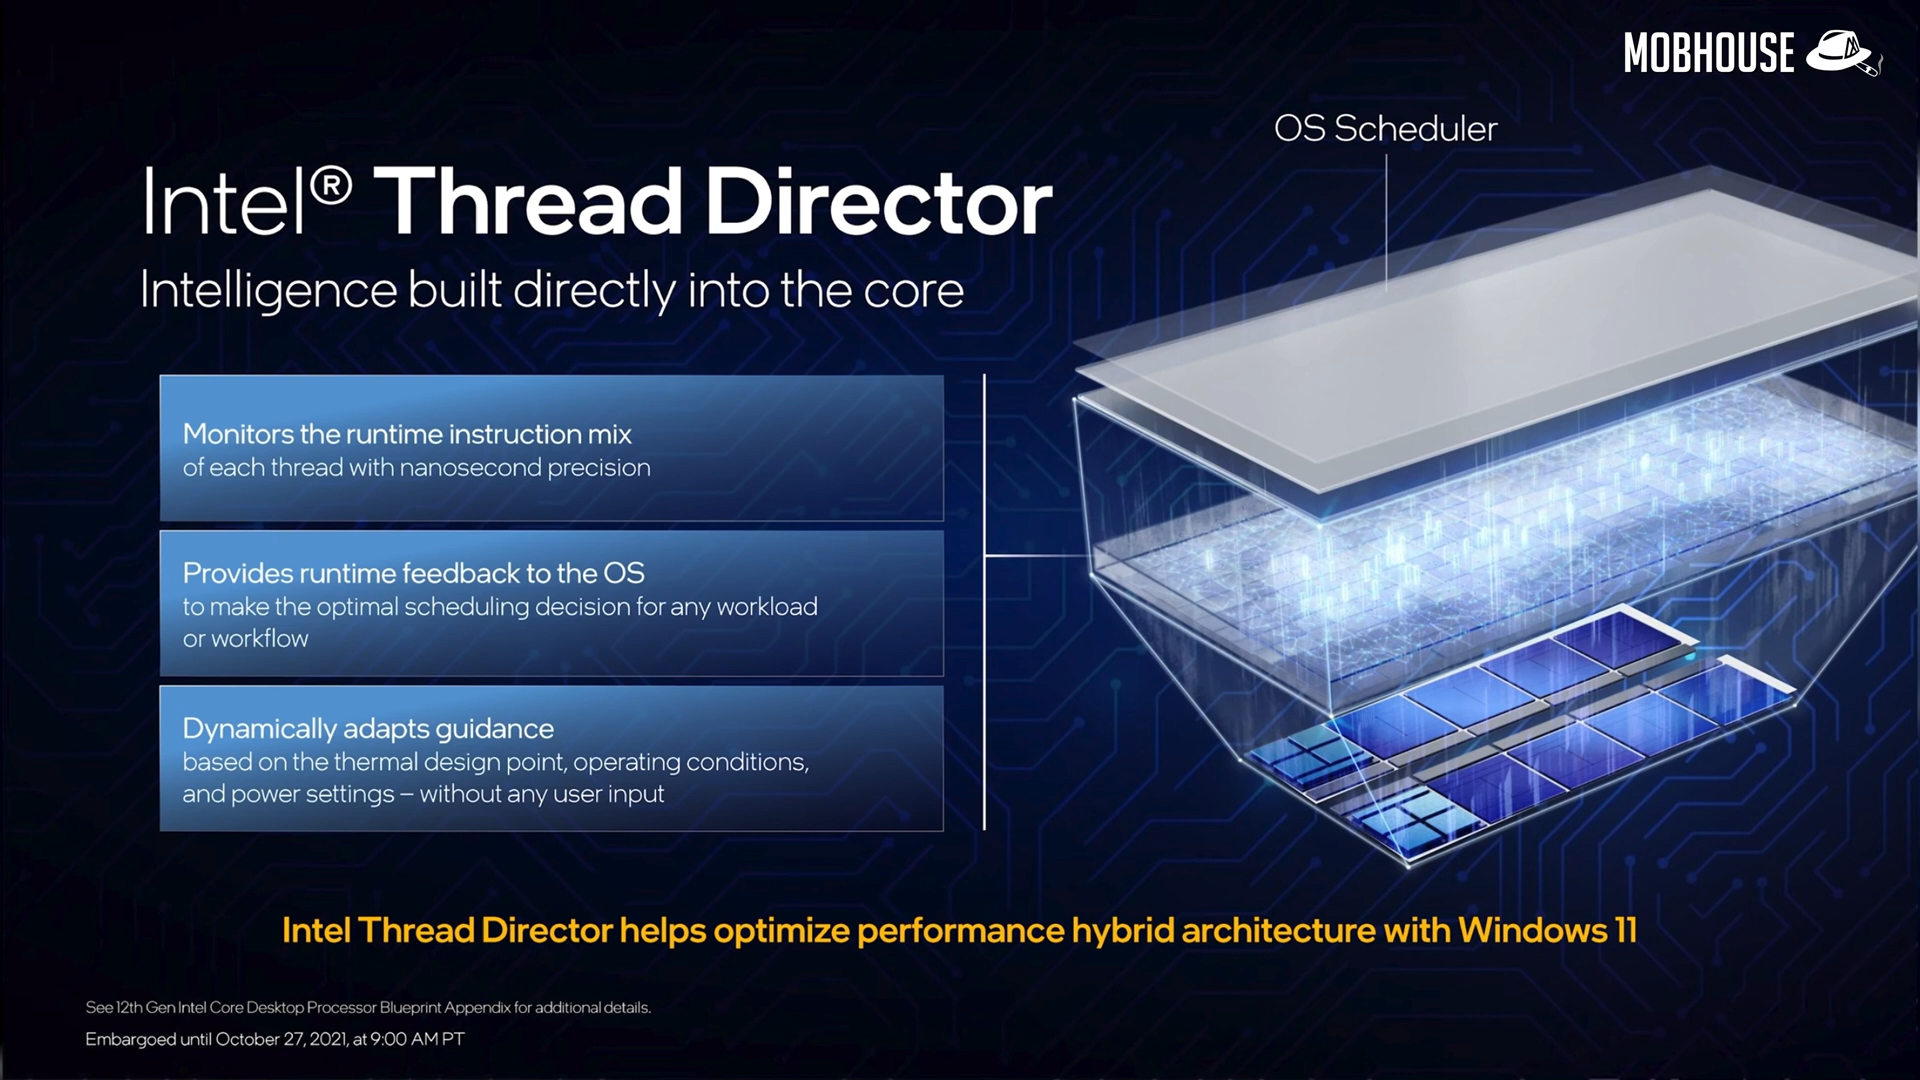 MOBHOUSE
OS Scheduler
Intel® Thread Director
Intelligence built directly into the core
Monitors the runtime instruction mix
of each thread with nanosecond precision
Provides runtime feedback to the OS
to make the optimal scheduling decision for any workload
or workflow
Dynamically adapts guidance
based on the thermal design point, operating conditions,
and power settings – without any user input
Intel Thread Director helps optimize performance hybrid architecture with Windows 11
See 12th Gen Intel Core Desktop Processor Blueprint Appendix for additional details.
Embargoed until October 27, 2021, at 9:00 AM PT